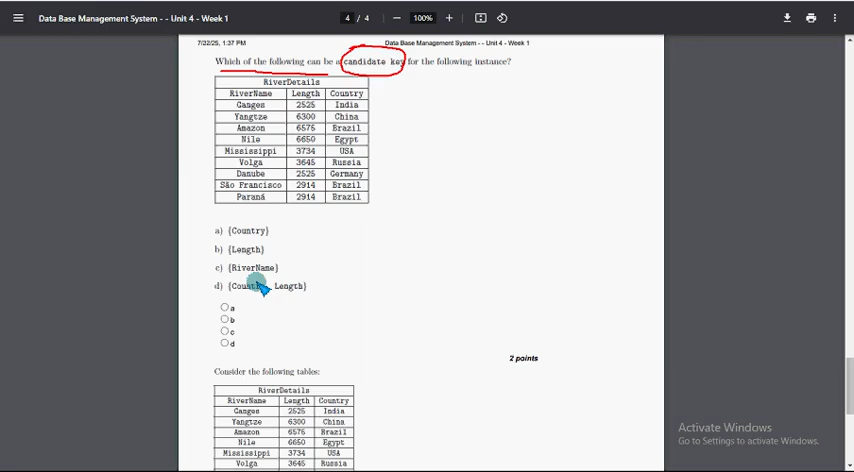 Data Base Management System - - Unit 4 - Week 1
4 / 4
100%
7/22/25, 1:37 PM
Data Base Management System - - Unit 4 - Week 1
Which of the following can be a candidate key for the following instance?
RiverDetails
RiverName Length Country
Ganges 2525 India
Yangtze 6300 China
Amazon 6575 Brazil
Nile 6650 Egypt
Mississippi 3734 USA
Volga 3645 Russia
Danube 2525 Germany
São Francisco 2914 Brazil
Paraná 2914 Brazil
a) {Country}
b) {Length}
c) {RiverName}
d) Length}
a
b
c
d
2 points
Consider the following tables:
RiverDetails
RiverName Length Country
Ganges 2525 India
Yangtze 6300 China
Amazon 6575 Brazil
Nile 6650 Egypt
Mississippi 3734 USA
Volga 3645 Russia
Activate Windows
Go to Settings to activate Windows.